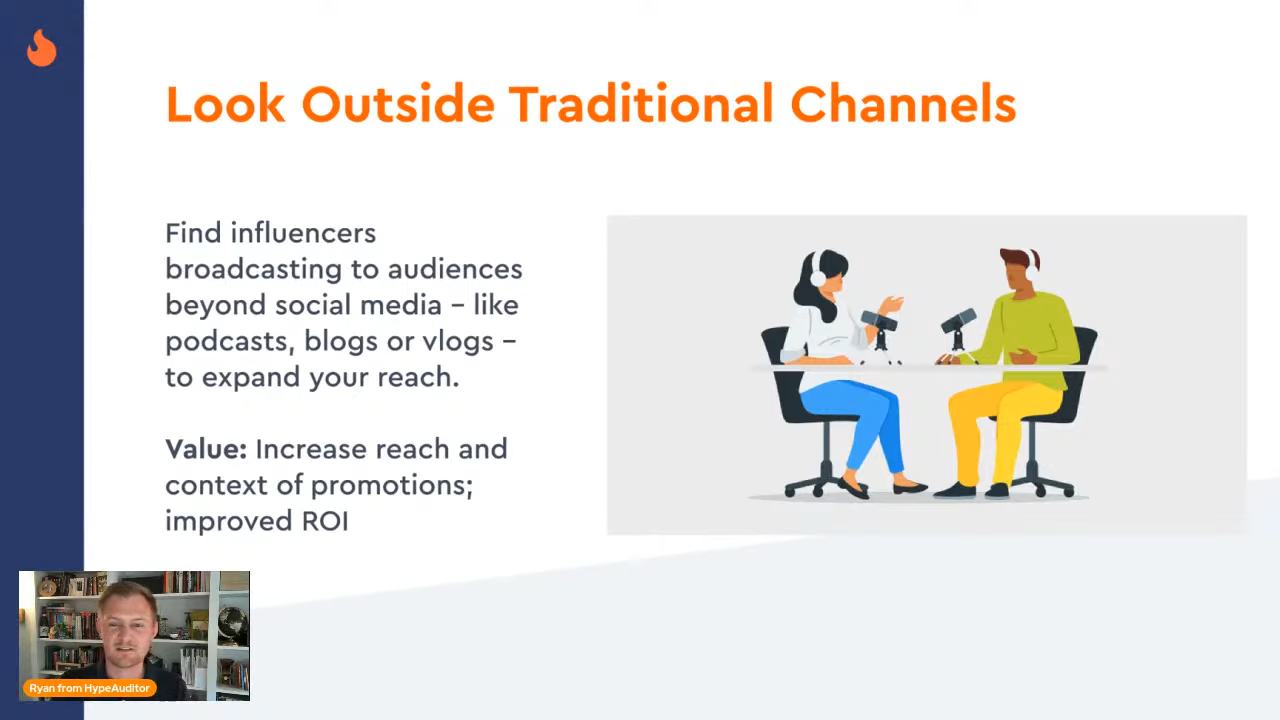 Look Outside Traditional Channels
Find influencers
broadcasting to audiences
beyond social media – like
podcasts, blogs or vlogs –
to expand your reach.
Value: Increase reach and
context of promotions;
improved ROI
Ryan from HypeAuditor